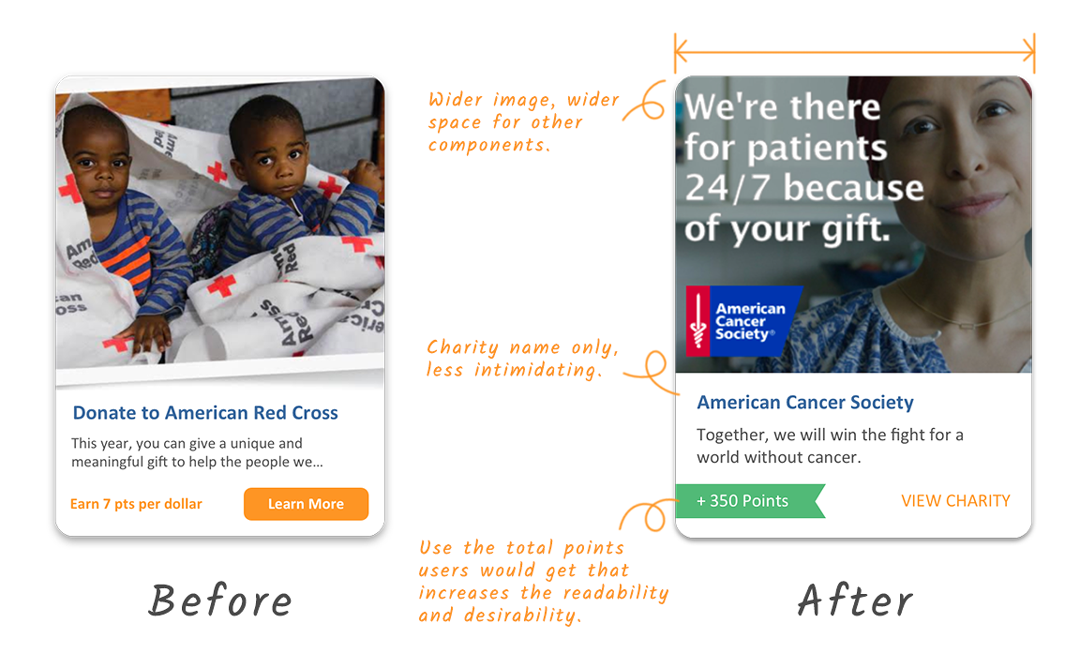 Wider image, wider
space for other
components.
We're there
for patients
24/7 because
of your gift.
American
Cancer
Society®
Charity name only,
less intimidating.
Donate to American Red Cross
This year, you can give a unique and
meaningful gift to help the people we...
Earn 7 pts per dollar
Learn More
American Cancer Society
Together, we will win the fight for a
world without cancer.
+ 350 Points
VIEW CHARITY
Use the total points
users would get that
increases the readability
and desirability.
Before
After